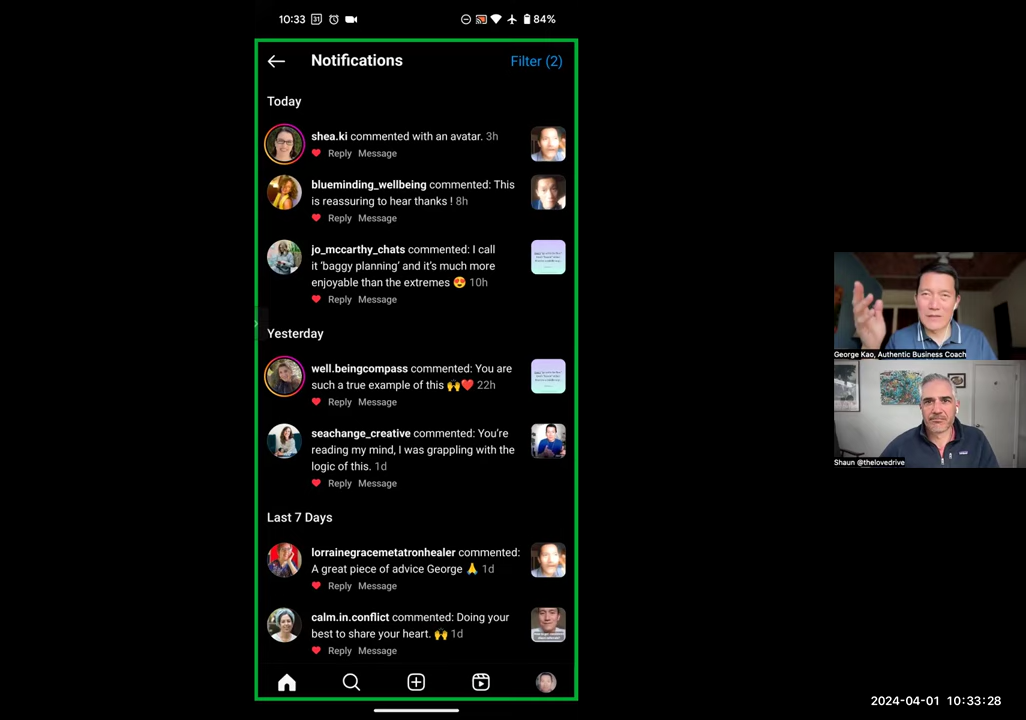 10:33 31 84%
Notifications Filter (2)
Today
shea.ki commented with an avatar. 3h
Reply Message
blueminding_wellbeing commented: This
is reassuring to hear thanks ! 8h
Reply Message
jo_mccarthy_chats commented: I call
it ‘baggy planning’ and it’s much more
enjoyable than the extremes 😍 10h
Reply Message
Yesterday
well.beingcompass commented: You are
such a true example of this 🙌❤️ 22h
Reply Message
seachange_creative commented: You’re
reading my mind, I was grappling with the
logic of this. 1d
Reply Message
Last 7 Days
lorrainegracemetatronhealer commented:
A great piece of advice George 🙏 1d
Reply Message
calm.in.conflict commented: Doing your
best to share your heart. 🙌 1d
Reply Message
George Kao, Authentic Business Coach
Shaun @thelovedrive
2024-04-01 10:33:28